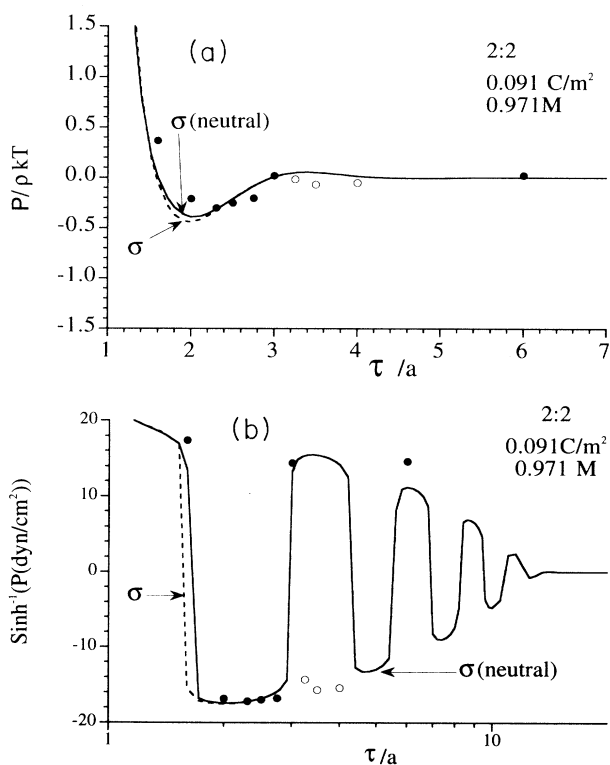 1.5
(a)
2:2
0.091 C/m²
0.971M
1.0
σ(neutral)
0.5
P/ρkT
0.0
-0.5
σ
-1.0
-1.5
1 2 3 4 5 6 7
τ /a
20
(b)
2:2
0.091C/m²
0.971 M
10
Sinh⁻¹(P(dyn/cm²))
0
σ
-10
σ(neutral)
-20
1 10
τ/a